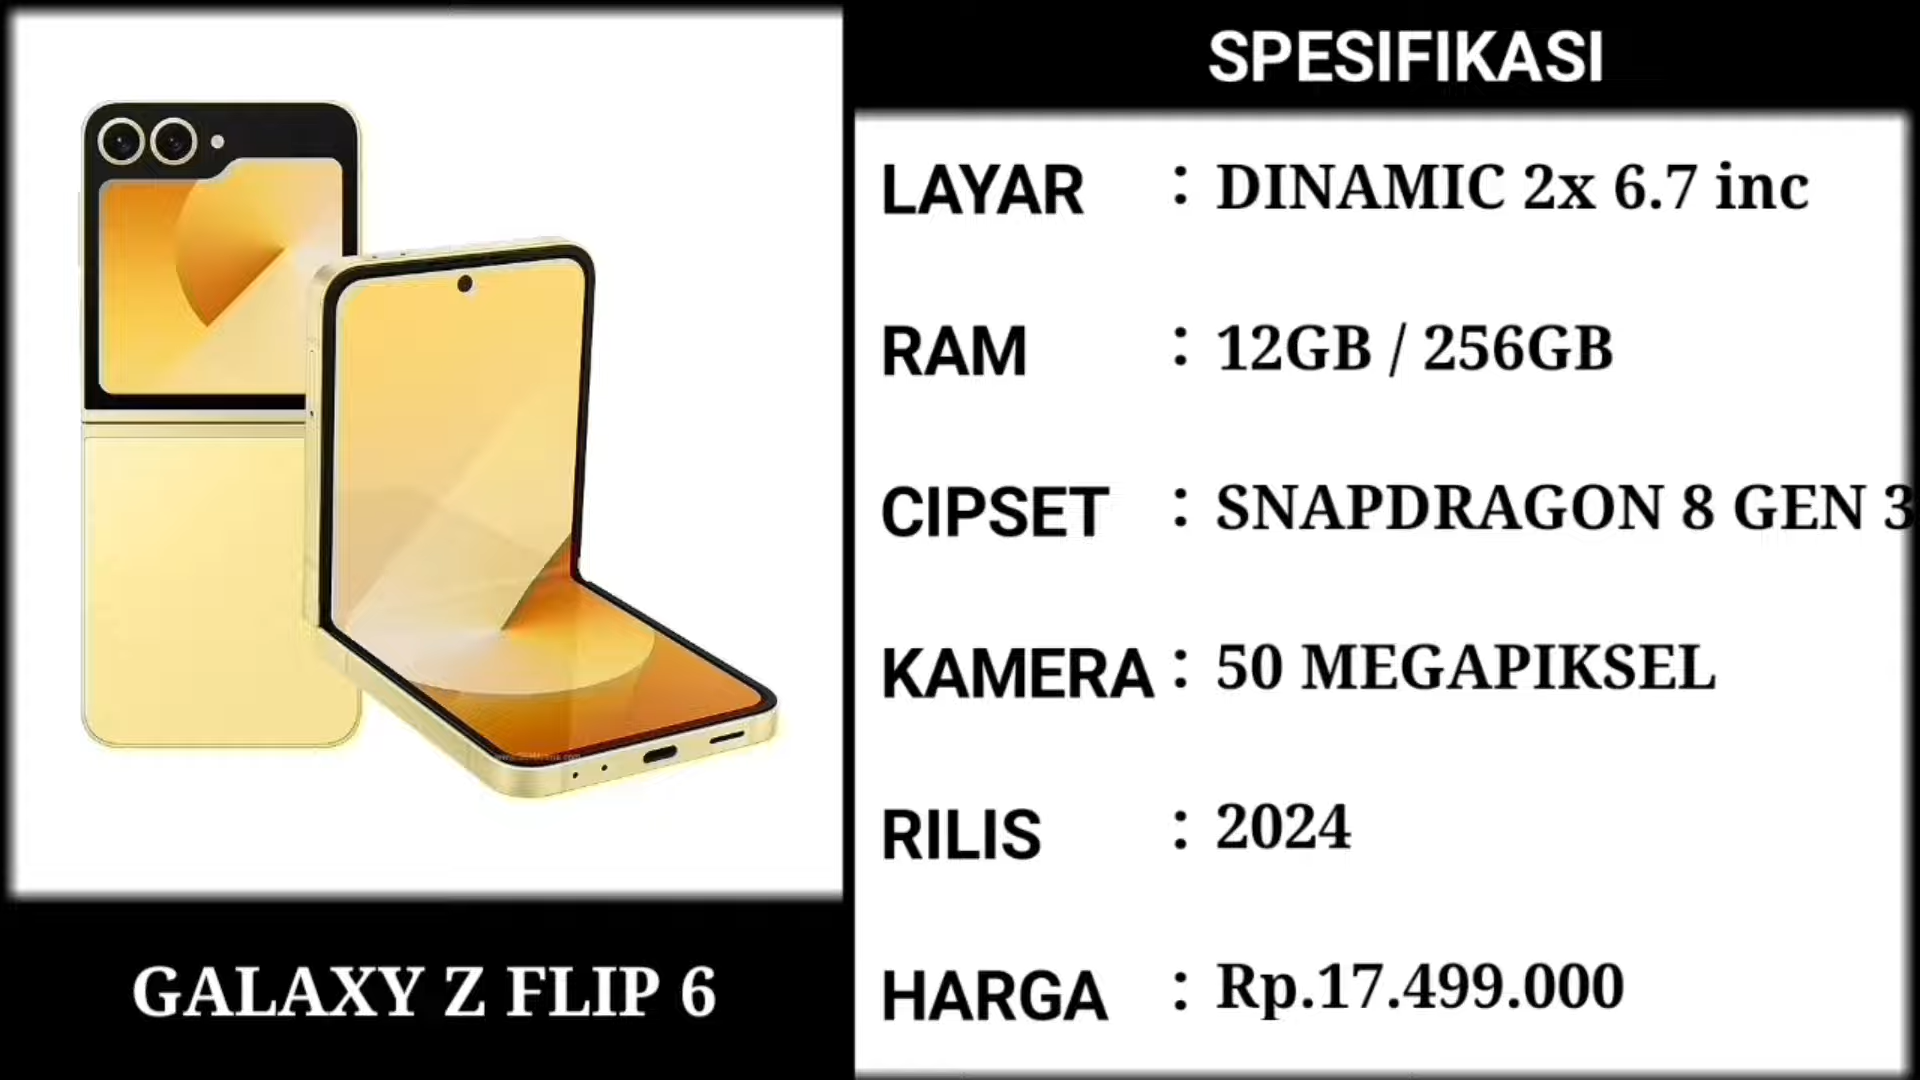 SPESIFIKASI
LAYAR : DINAMIC 2x 6.7 inc
RAM : 12GB / 256GB
CIPSET : SNAPDRAGON 8 GEN 3
KAMERA : 50 MEGAPIKSEL
RILIS : 2024
HARGA : Rp.17.499.000
GALAXY Z FLIP 6